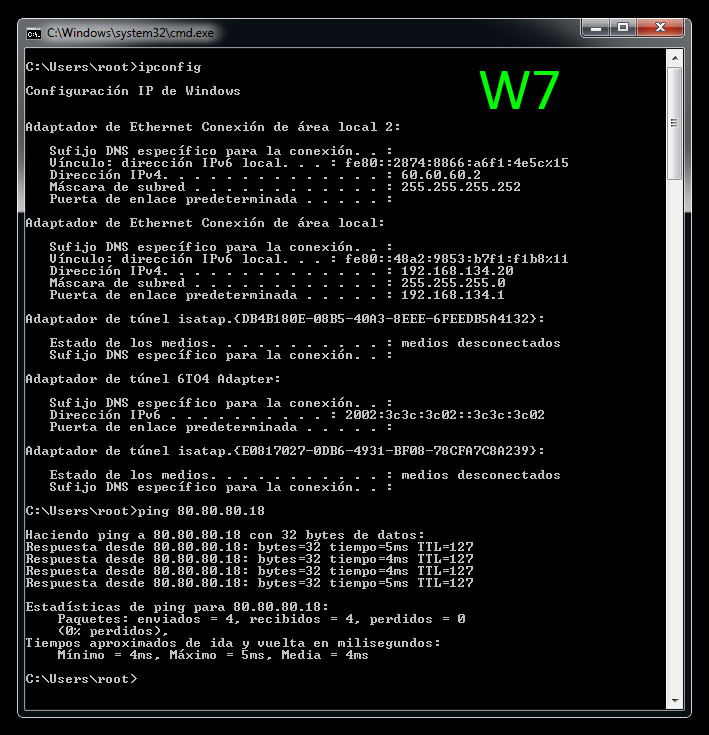 C:\Windows\system32\cmd.exe
C:\Users\root>ipconfig
W7
Configuración IP de Windows
Adaptador de Ethernet Conexión de área local 2:
Sufijo DNS específico para la conexión. . :
Vínculo: dirección IPv6 local. . . : fe80::2874:8866:a6f1:4e5c%15
Dirección IPv4. . . . . . . . . . . . . . : 60.60.60.2
Máscara de subred . . . . . . . . . . . . : 255.255.255.252
Puerta de enlace predeterminada . . . . . :
Adaptador de Ethernet Conexión de área local:
Sufijo DNS específico para la conexión. . :
Vínculo: dirección IPv6 local. . . : fe80::48a2:9853:b7f1:f1b8%11
Dirección IPv4. . . . . . . . . . . . . . : 192.168.134.20
Máscara de subred . . . . . . . . . . . . : 255.255.255.0
Puerta de enlace predeterminada . . . . . : 192.168.134.1
Adaptador de túnel isatap.{DB4B180E-08B5-40A3-8EEE-6FEEDB5A4132}:
Estado de los medios. . . . . . . . . . . : medios desconectados
Sufijo DNS específico para la conexión. . :
Adaptador de túnel 6TO4 Adapter:
Sufijo DNS específico para la conexión. . :
Dirección IPv6 . . . . . . . . . . : 2002:3c3c:3c02::3c3c:3c02
Puerta de enlace predeterminada . . . . . :
Adaptador de túnel isatap.{E0817027-0DB6-4931-BF08-78CFA7C8A239}:
Estado de los medios. . . . . . . . . . . : medios desconectados
Sufijo DNS específico para la conexión. . :
C:\Users\root>ping 80.80.80.18
Haciendo ping a 80.80.80.18 con 32 bytes de datos:
Respuesta desde 80.80.80.18: bytes=32 tiempo=5ms TTL=127
Respuesta desde 80.80.80.18: bytes=32 tiempo=4ms TTL=127
Respuesta desde 80.80.80.18: bytes=32 tiempo=4ms TTL=127
Respuesta desde 80.80.80.18: bytes=32 tiempo=5ms TTL=127
Estadísticas de ping para 80.80.80.18:
Paquetes: enviados = 4, recibidos = 4, perdidos = 0
(0% perdidos),
Tiempos aproximados de ida y vuelta en milisegundos:
Mínimo = 4ms, Máximo = 5ms, Media = 4ms
C:\Users\root>